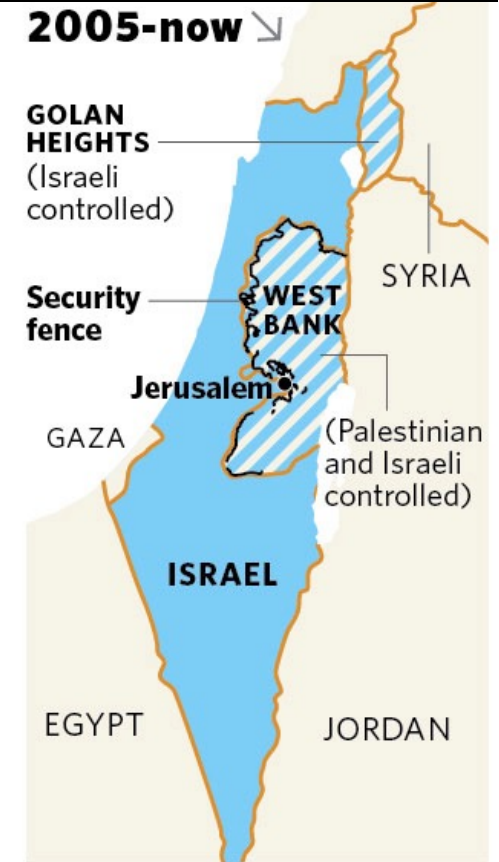 2005-now
GOLAN
HEIGHTS
(Israeli
controlled)
SYRIA
Security
fence
WEST
BANK
Jerusalem
GAZA
(Palestinian
and Israeli
controlled)
ISRAEL
EGYPT
JORDAN